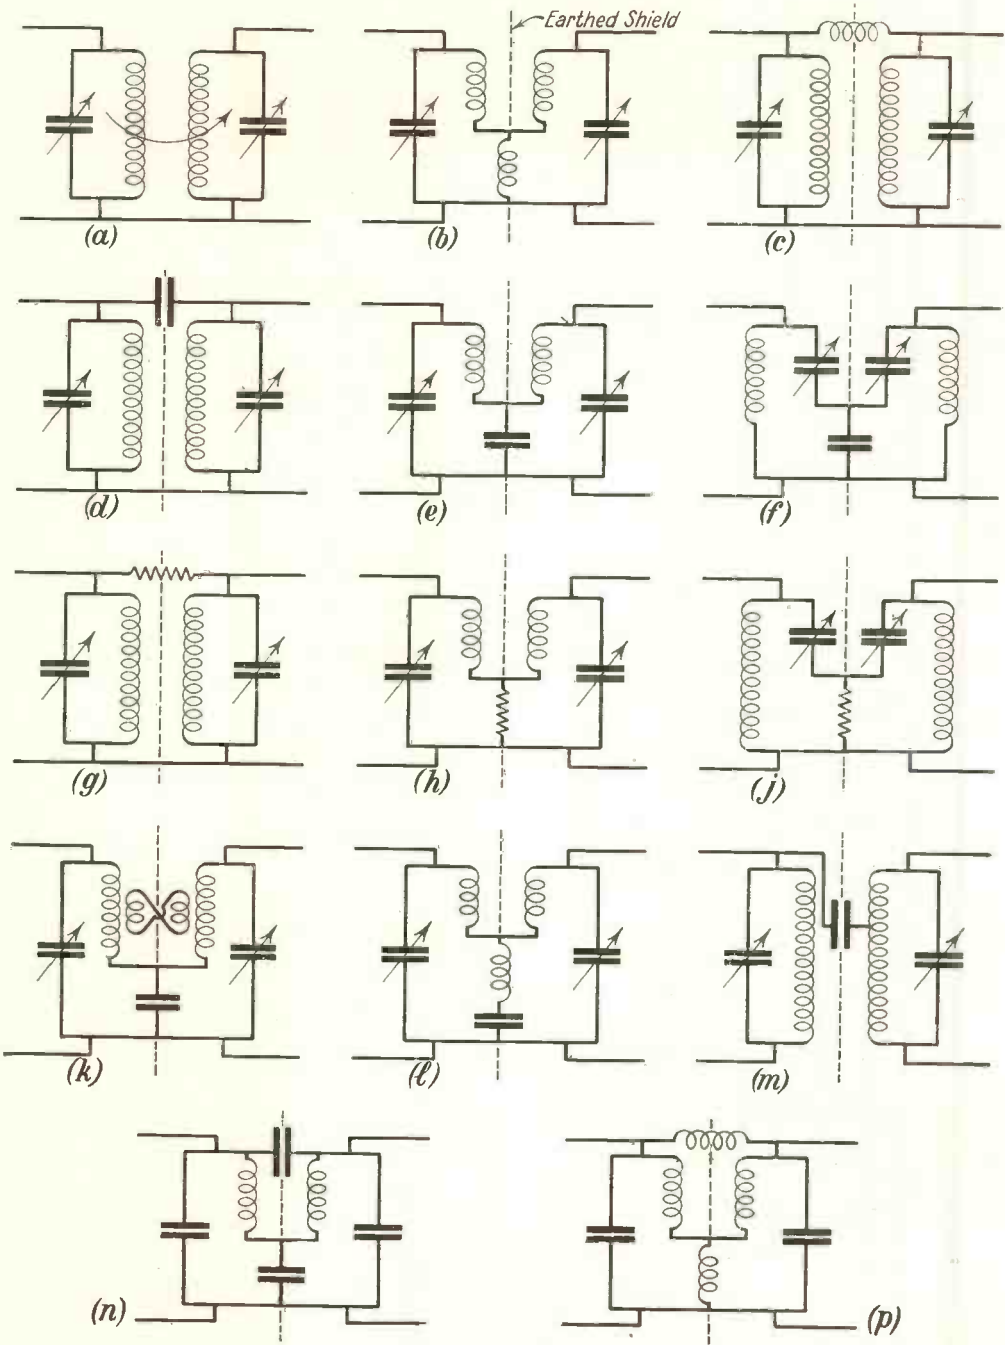 Earthed Shield
(a)
(b)
(c)
(d)
(e)
(f)
(g)
(h)
(j)
(k)
(l)
(m)
(n)
(p)